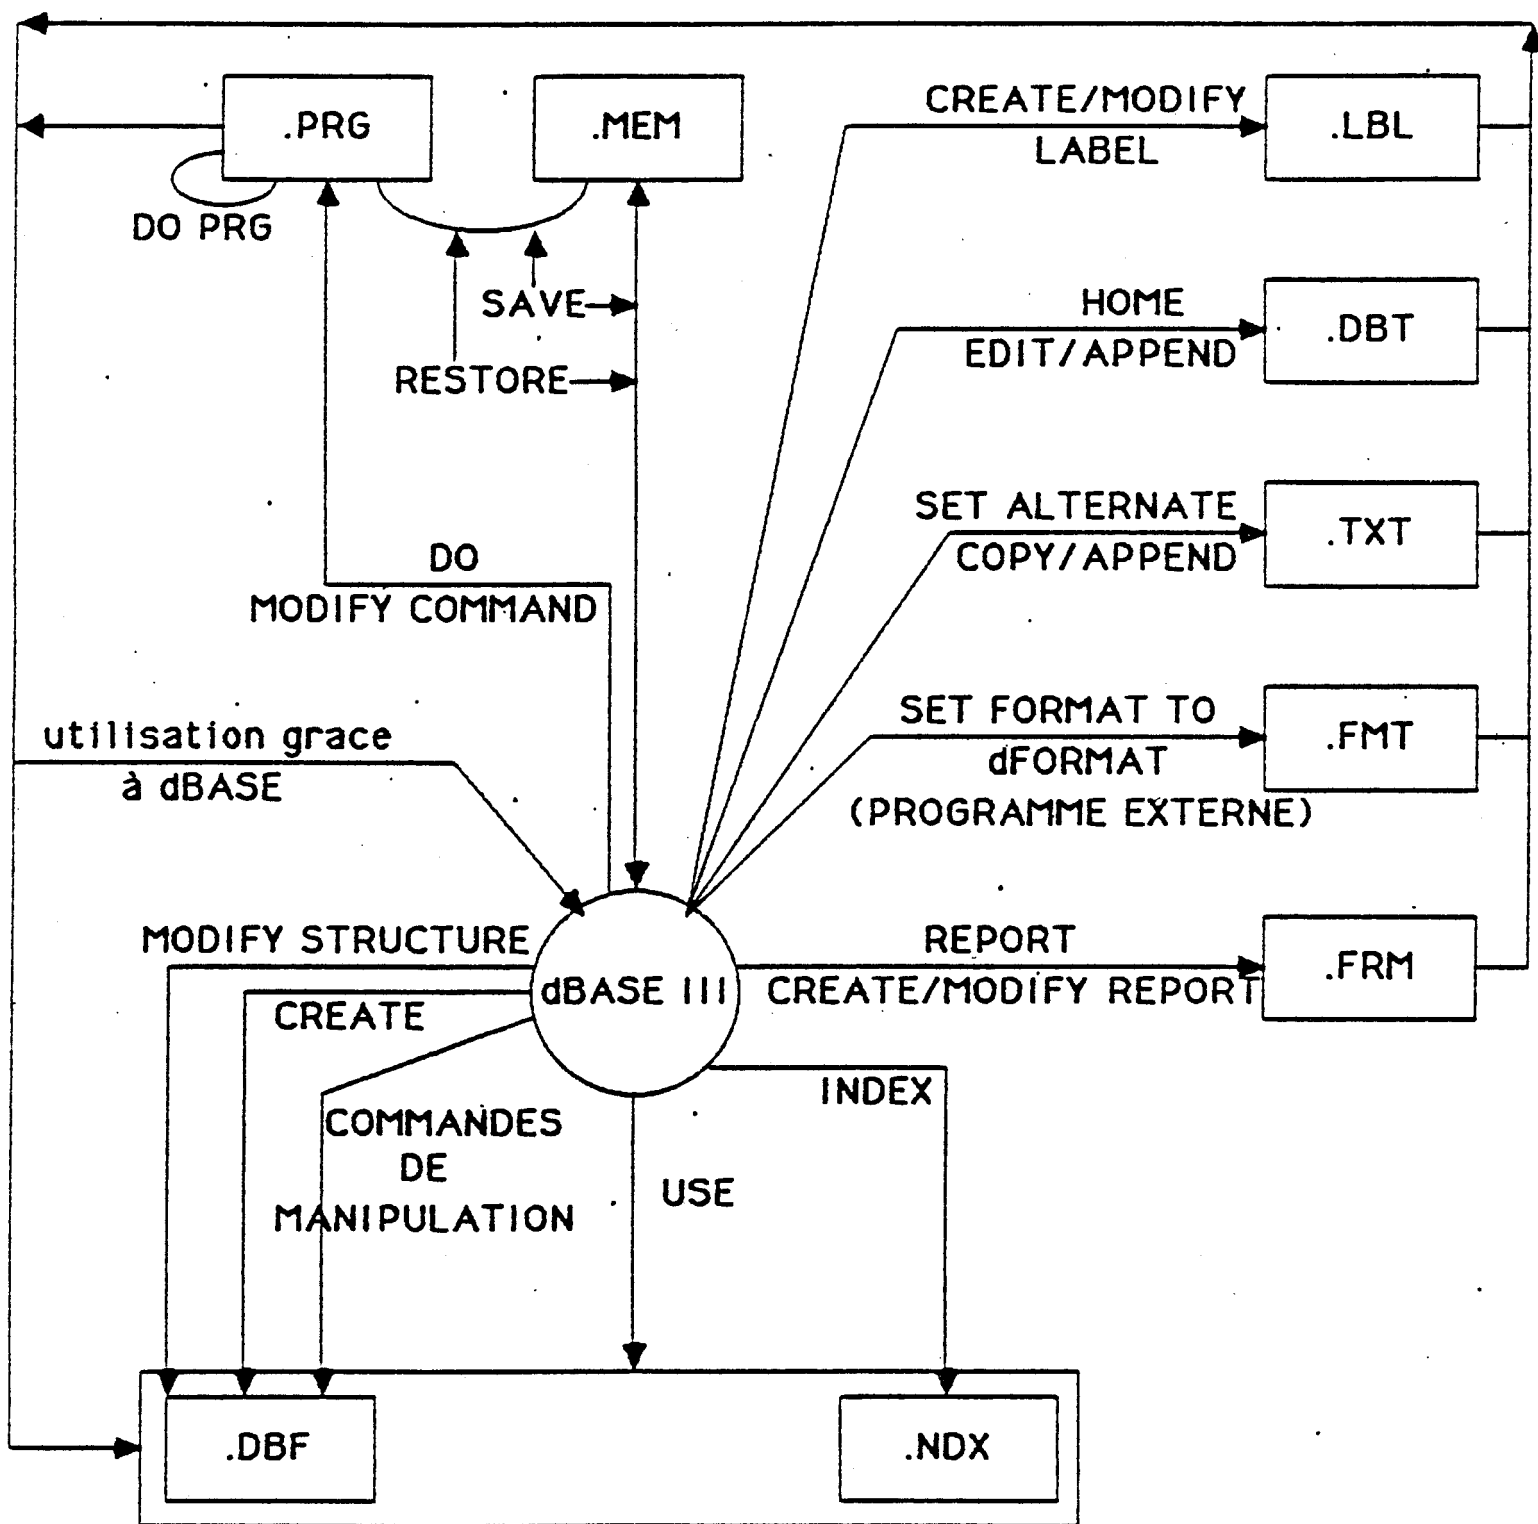 .PRG
.MEM
CREATE/MODIFY
LABEL
.LBL
DO PRG
SAVE
RESTORE
HOME
EDIT/APPEND
.DBT
SET ALTERNATE
COPY/APPEND
.TXT
DO
MODIFY COMMAND
utilisation grace
à dBASE
SET FORMAT TO
dFORMAT
(PROGRAMME EXTERNE)
.FMT
MODIFY STRUCTURE
CREATE
dBASE III
REPORT
CREATE/MODIFY REPORT
.FRM
COMMANDES
DE
MANIPULATION
USE
INDEX
.DBF
.NDX